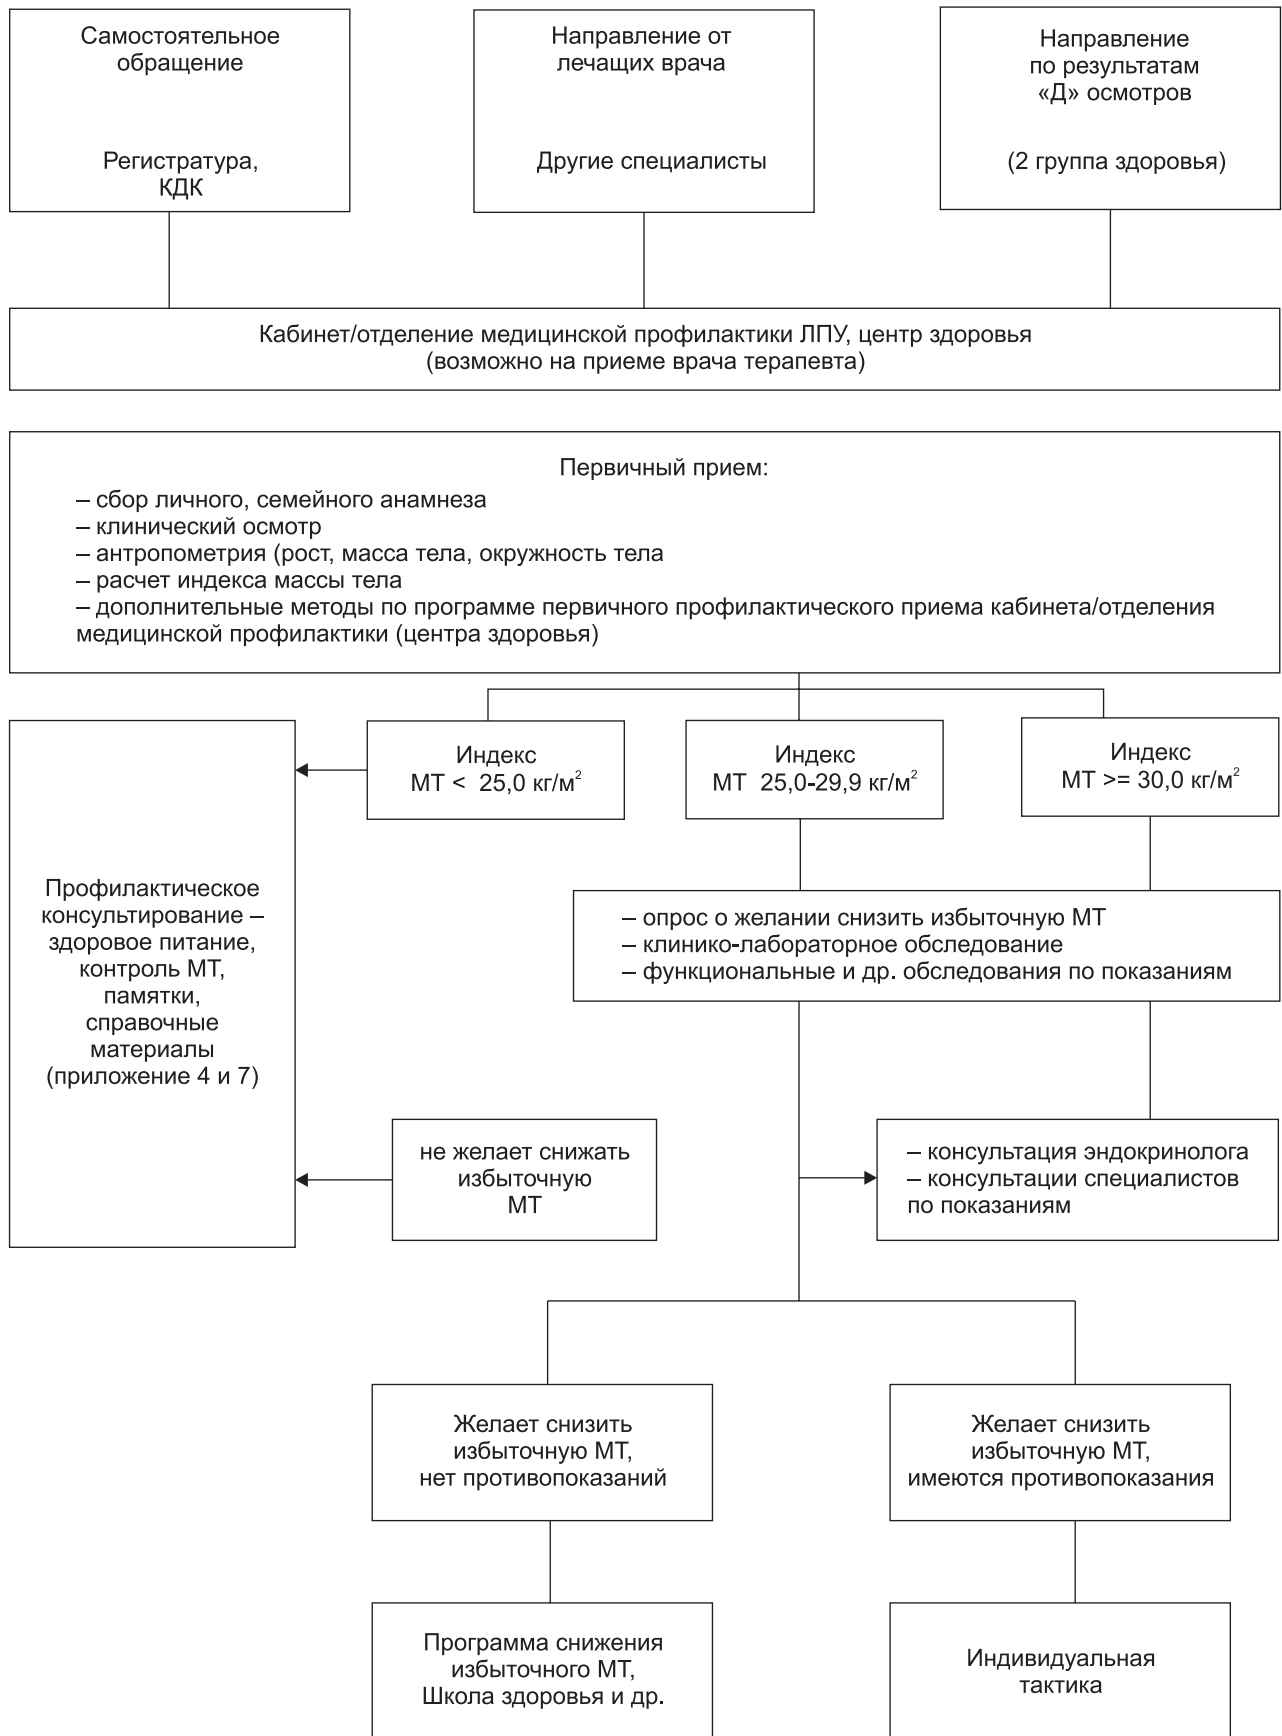 Самостоятельное
обращение
Регистратура,
КДК
Направление от
лечащих врача
Другие специалисты
Направление
по результатам
«Д» осмотров
(2 группа здоровья)
Кабинет/отделение медицинской профилактики ЛПУ, центр здоровья
(возможно на приеме врача терапевта)
Первичный прием:
– сбор личного, семейного анамнеза
– клинический осмотр
– антропометрия (рост, масса тела, окружность тела
– расчет индекса массы тела
– дополнительные методы по программе первичного профилактического приема кабинета/отделения
медицинской профилактики (центра здоровья)
Индекс
МТ < 25,0 кг/м²
Индекс
МТ 25,0-29,9 кг/м²
Индекс
МТ >= 30,0 кг/м²
Профилактическое
консультирование –
здоровое питание,
контроль МТ,
памятки,
справочные
материалы
(приложение 4 и 7)
– опрос о желании снизить избыточную МТ
– клинико-лабораторное обследование
– функциональные и др. обследования по показаниям
не желает снижать
избыточную
МТ
– консультация эндокринолога
– консультации специалистов
по показаниям
Желает снизить
избыточную МТ,
нет противопоказаний
Желает снизить
избыточную МТ,
имеются противопоказания
Программа снижения
избыточного МТ,
Школа здоровья и др.
Индивидуальная
тактика